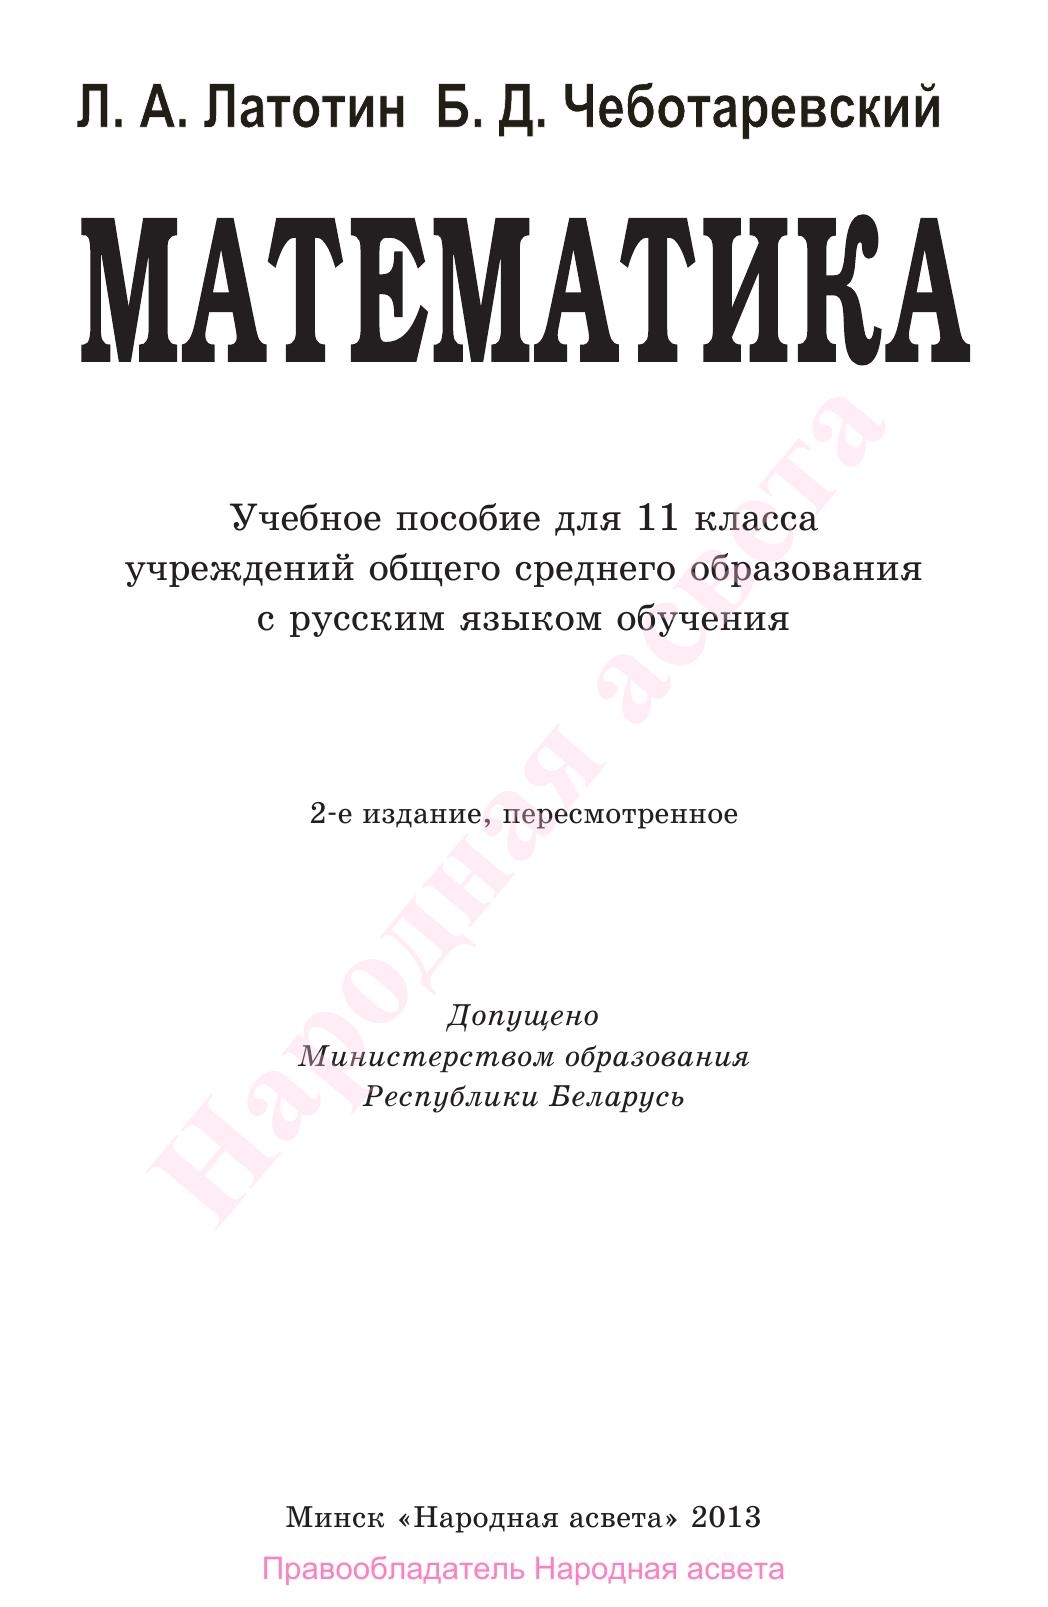 Л. А. Латотин Б. Д. Чеботаревский
МАТЕМАТИКА
Учебное пособие для 11 класса
учреждений общего среднего образования
с русским языком обучения
2-е издание, пересмотренное
Допущено
Министерством образования
Республики Беларусь
Народная асвета
Минск «Народная асвета» 2013
Правообладатель Народная асвета